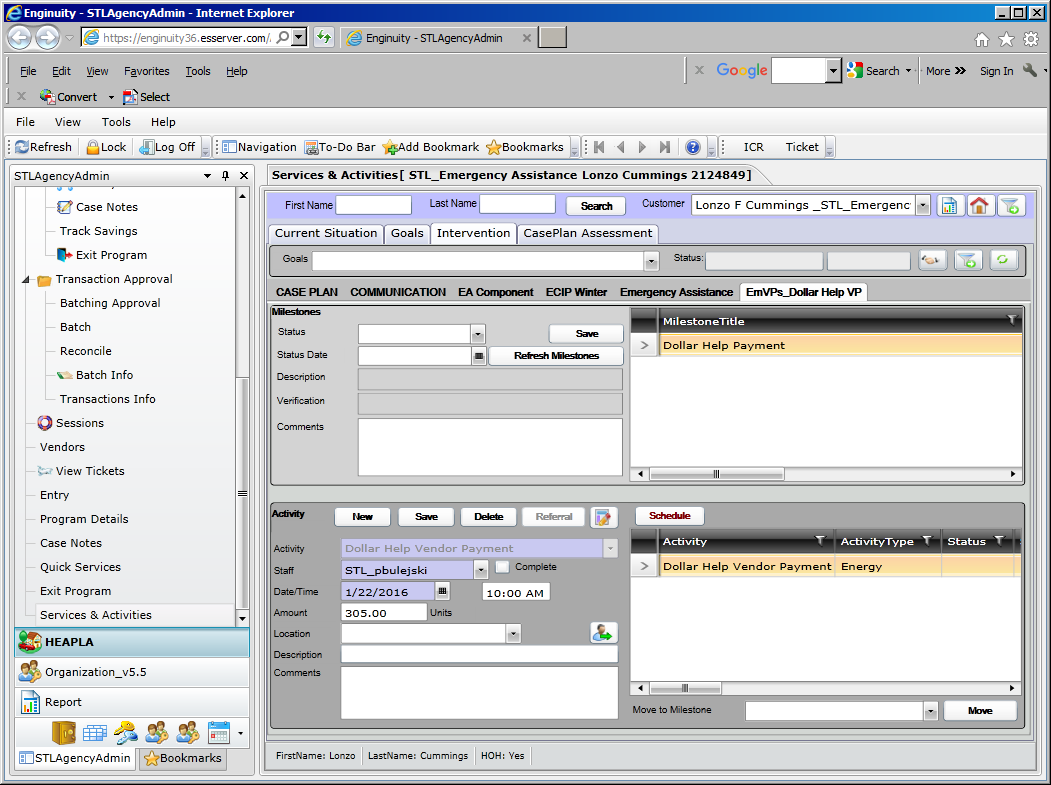 Enginuity - STLAgencyAdmin - Internet Explorer
https://enginuity36.esserver.com/.
Enginuity - STLAgencyAdmin
File Edit View Favorites Tools Help
Google Search More Sign In
Convert Select
File View Tools Help
Refresh Lock Log Off Navigation To-Do Bar Add Bookmark Bookmarks ICR Ticket
STLAgencyAdmin
Case Notes
Track Savings
Exit Program
Transaction Approval
Batching Approval
Batch
Reconcile
Batch Info
Transactions Info
Sessions
Vendors
View Tickets
Entry
Program Details
Case Notes
Quick Services
Exit Program
Services & Activities
HEAPLA
Organization_v5.5
Report
STLAgencyAdmin Bookmarks
Services & Activities[ STL_Emergency Assistance Lonzo Cummings 2124849]
First Name Last Name Search Customer Lonzo F Cummings _STL_Emergenc
Current Situation Goals Intervention CasePlan Assessment
Goals Status:
CASE PLAN COMMUNICATION EA Component ECIP Winter Emergency Assistance EmVPs_Dollar Help VP
Milestones
Status Save
Status Date Refresh Milestones
Description
Verification
Comments
MilestoneTitle
Dollar Help Payment
Activity New Save Delete Referral
Activity Dollar Help Vendor Payment
Staff STL_pbulejski Complete
Date/Time 1/22/2016 10:00 AM
Amount 305.00 Units
Location
Description
Comments
Schedule
Activity ActivityType Status
Dollar Help Vendor Payment Energy
Move to Milestone Move
FirstName: Lonzo LastName: Cummings HOH: Yes